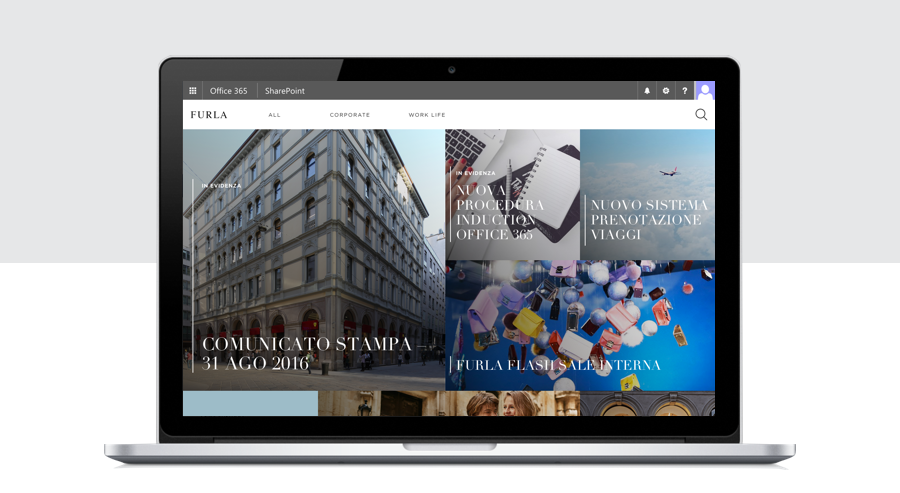 Office 365
SharePoint
?
FURLA
ALL
CORPORATE
WORK LIFE
IN EVIDENZA
COMUNICATO STAMPA —
31 AGO 2016
IN EVIDENZA
NUOVA
PROCEDURA
INDUCTION
OFFICE 365
NUOVO SISTEMA
PRENOTAZIONE
VIAGGI
FURLA FLASH SALE INTERNA